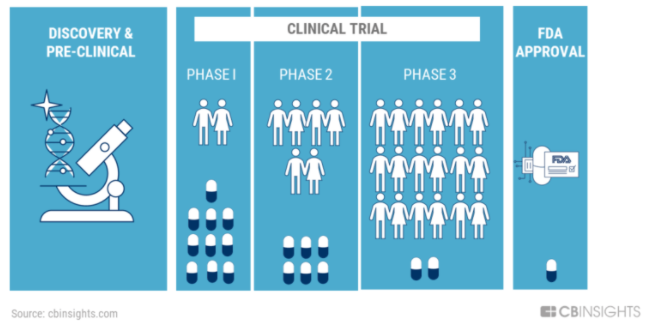 DISCOVERY &
PRE-CLINICAL
CLINICAL TRIAL
PHASE I
PHASE 2
PHASE 3
FDA
APPROVAL
FDA
Source: cbinsights.com
CBINSIGHTS